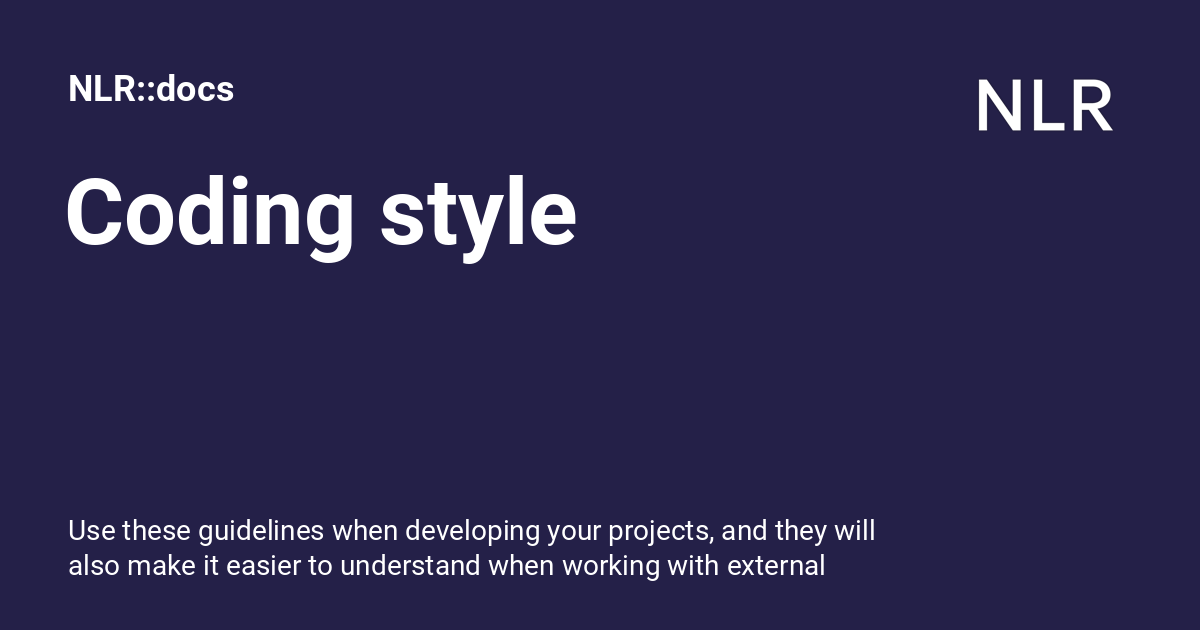 NLR::docs
NLR
Coding style
Use these guidelines when developing your projects, and they will
also make it easier to understand when working with external